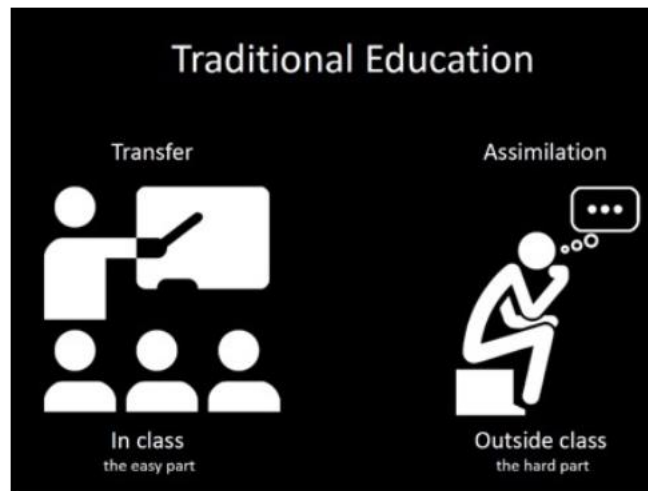 Traditional Education
Transfer
Assimilation
In class
the easy part
Outside class
the hard part